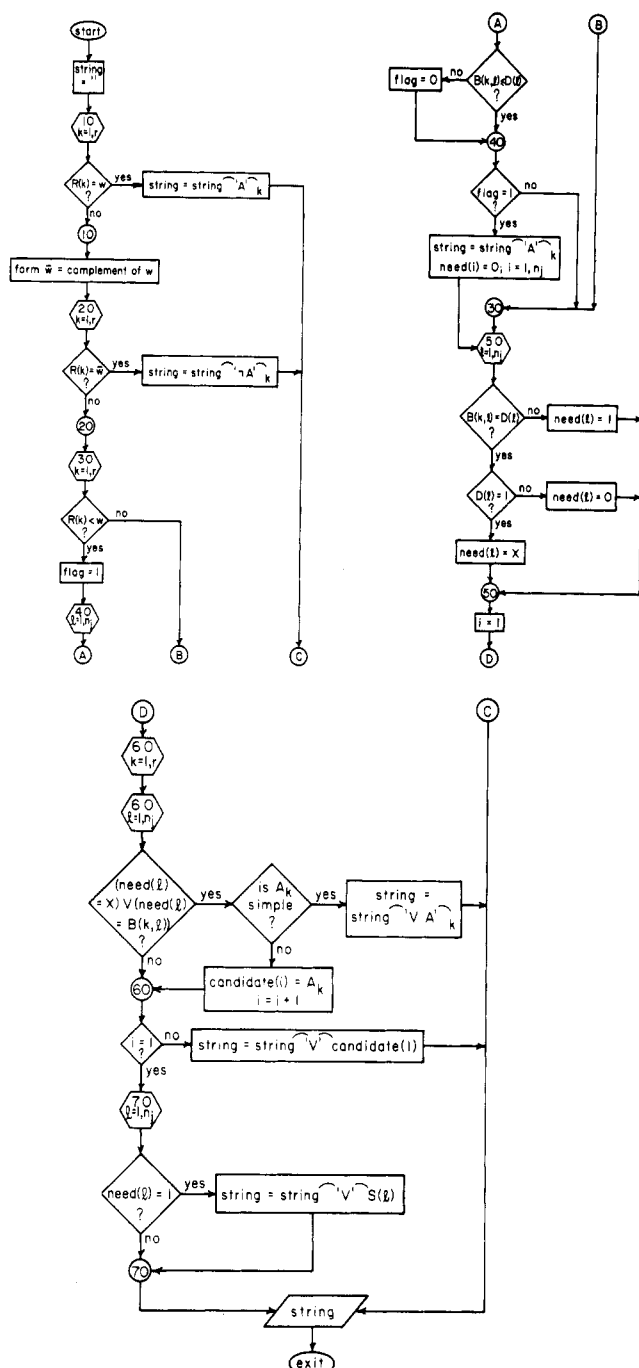 start
string
= ''
10
k=1,r
R(k)=w
?
yes
string = string⌒'A'⌒k
no
10
form w̄ = complement of w
20
k=1,r
R(k)=w̄
?
yes
string = string⌒'¬A'⌒k
no
20
30
k=1,r
R(k)<w
?
no
yes
flag = 1
40
ℓ=1,nj
A
B
C
A
B
B(k,ℓ)∈D(ℓ)
?
no
flag = 0
yes
40
flag = 1
?
no
yes
string = string⌒'A'⌒k
need(i) = 0; i = 1, nj
30
50
ℓ=1,nj
B(k,ℓ)=D(ℓ)
?
no
need(ℓ) = 1
yes
D(ℓ)=1
?
no
need(ℓ) = 0
yes
need(ℓ) = X
50
i = 1
D
D
C
60
k=1,r
60
ℓ=1,nj
(need(ℓ)
= X) V (need(ℓ)
= B(k,ℓ))
?
yes
is Ak
simple
?
yes
string =
string⌒'V A'⌒k
no
no
candidate(i) = Ak
i = i + 1
60
i = 1
?
no
string = string⌒'V'⌒candidate(1)
yes
70
ℓ=1,nj
need(ℓ) = 1
?
yes
string = string⌒'V'⌒S(ℓ)
no
70
string
exit